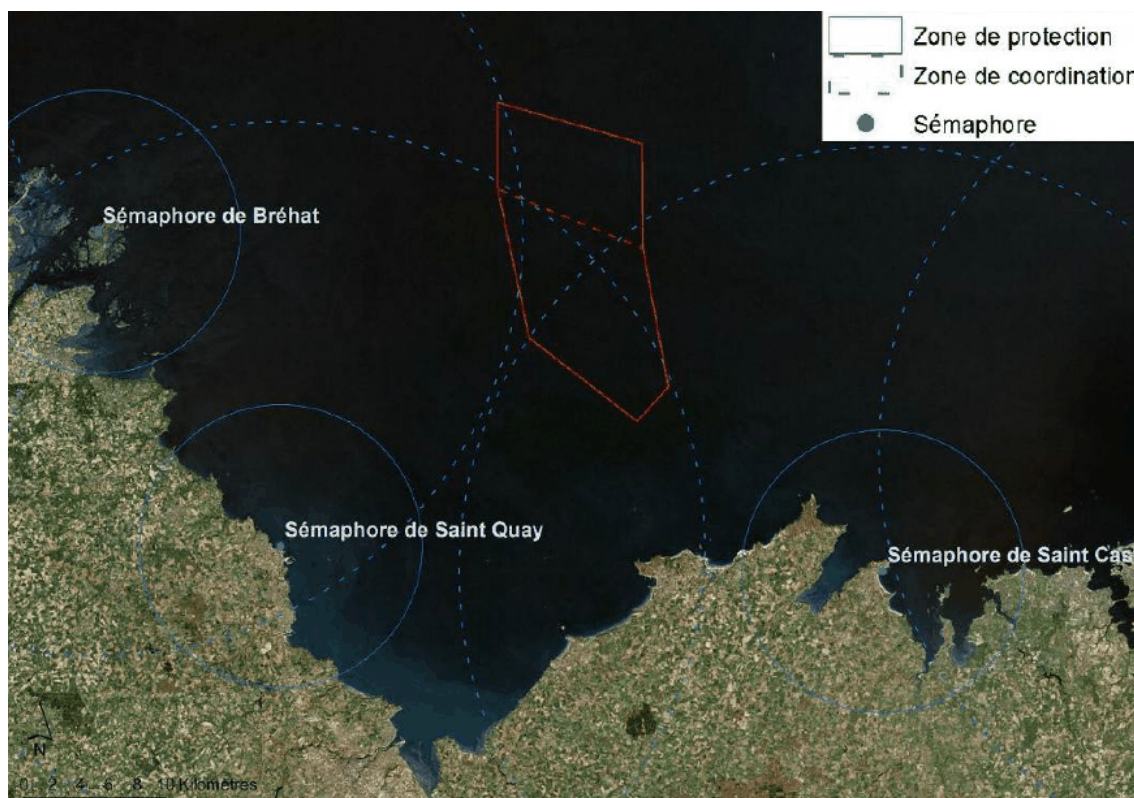 Zone de protection
Zone de coordination
Sémaphore
Sémaphore de Bréhat
Sémaphore de Saint Quay
Sémaphore de Saint Cas
N
0 2 4 6 8 10 Kilomètres